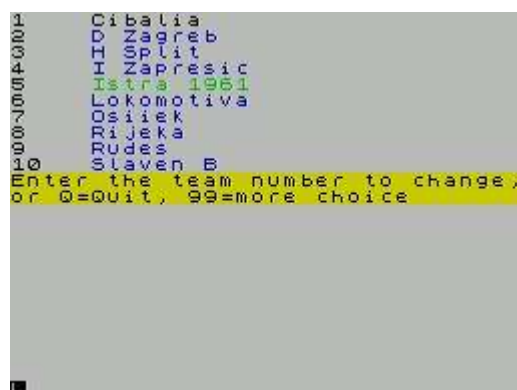 1 Cibalia
2 D Zagreb
3 H Split
4 I Zapresic
5 Istra 1961
6 Lokomotiva
7 Osiiek
8 Rijeka
9 Rudes
10 Slaven B
Enter the team number to change,
or Q=Quit, 99=more choice
L